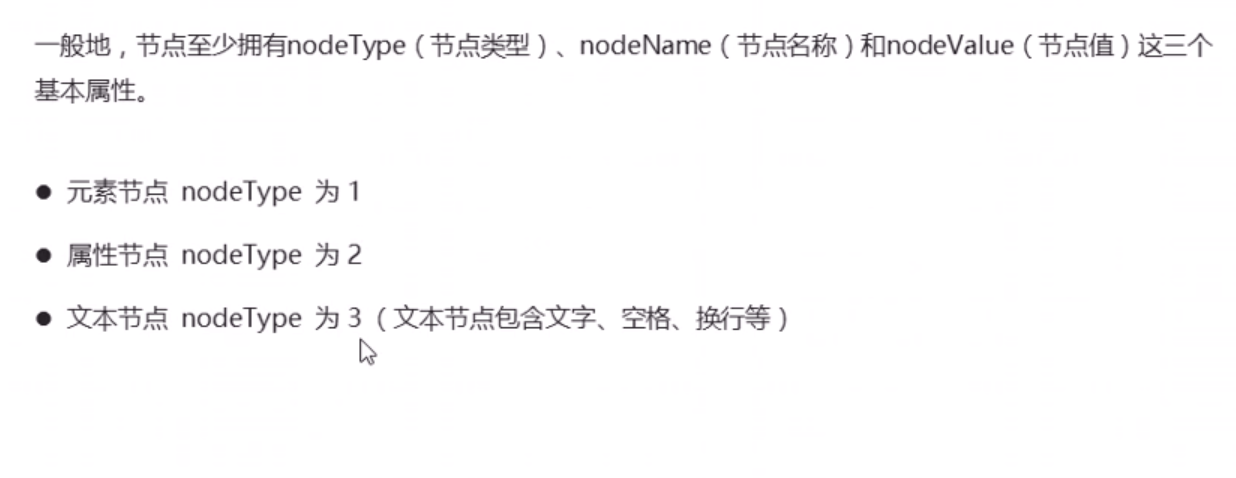 一般地，节点至少拥有nodeType（节点类型）、nodeName（节点名称）和nodeValue（节点值）这三个
基本属性。
● 元素节点 nodeType 为 1
● 属性节点 nodeType 为 2
● 文本节点 nodeType 为 3（文本节点包含文字、空格、换行等）